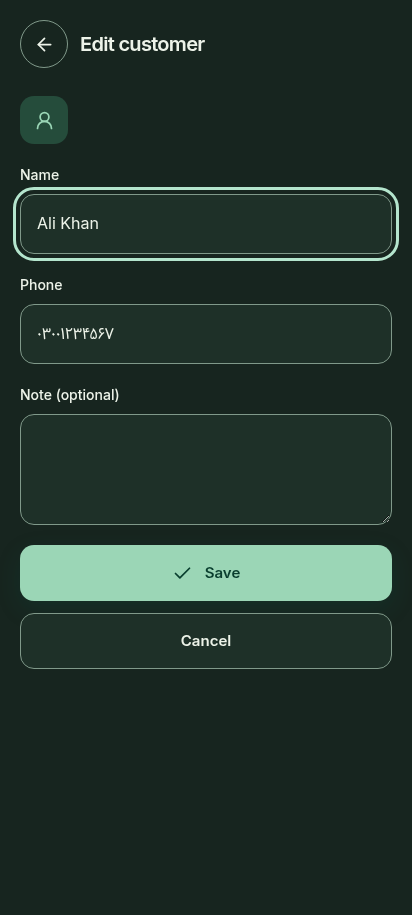 Edit customer
Name
Ali Khan
Phone
۰۳۰۰۱۲۳۴۵۶۷
Note (optional)
Save
Cancel